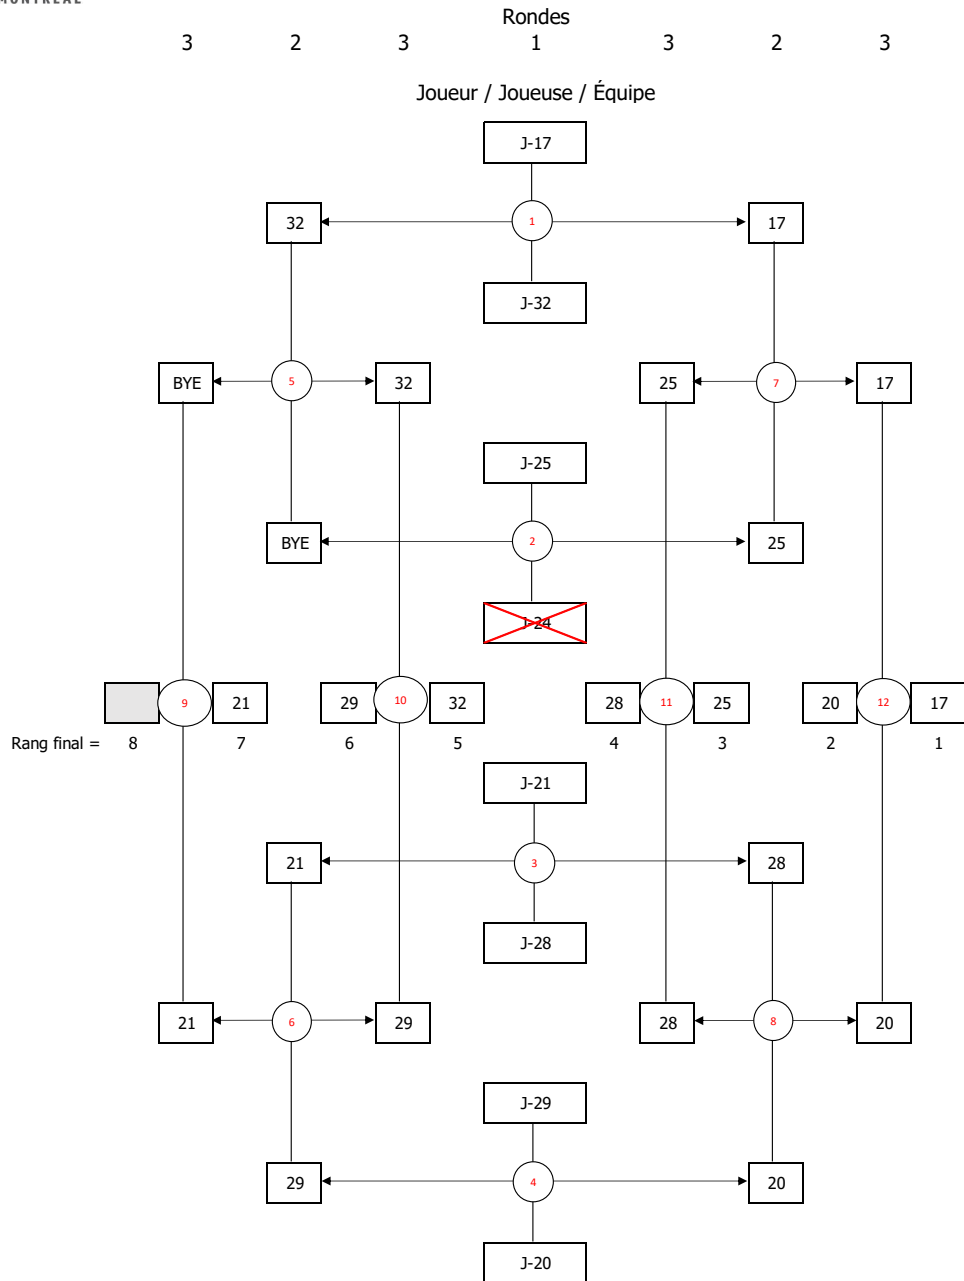 MONTRÉAL
Rondes
3 2 3 1 3 2 3
Joueur / Joueuse / Équipe
J-17
32 1 17
J-32
BYE 5 32 25 7 17
J-25
BYE 2 25
J-24
9 21 29 10 32 28 11 25 20 12 17
Rang final = 8 7 6 5 4 3 2 1
J-21
21 3 28
J-28
21 6 29 28 8 20
J-29
29 4 20
J-20